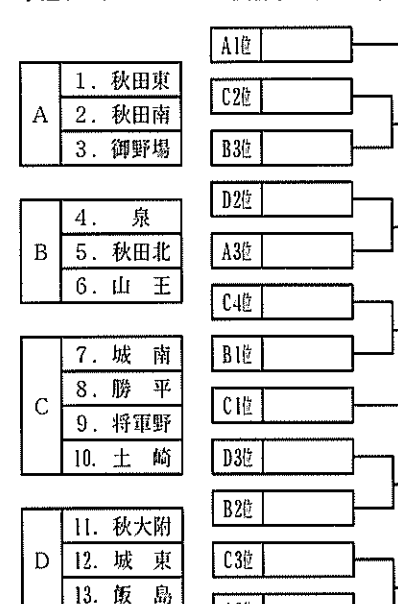 A
1. 秋田東
2. 秋田南
3. 御野場
B
4. 泉
5. 秋田北
6. 山 王
C
7. 城 南
8. 勝 平
9. 将軍野
10. 土 崎
D
11. 秋大附
12. 城 東
13. 飯 島
A1位
C2位
B3位
D2位
A3位
C4位
B1位
C1位
D3位
B2位
C3位